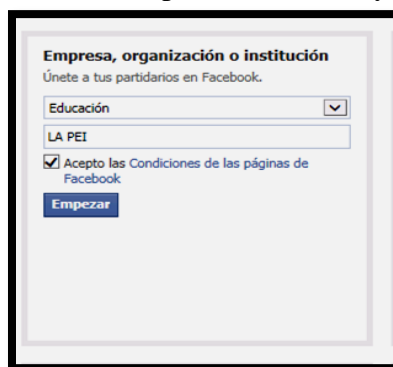 Empresa, organización o institución
Únete a tus partidarios en Facebook.
Educación
LA PEI
Acepto las Condiciones de las páginas de
Facebook
Empezar